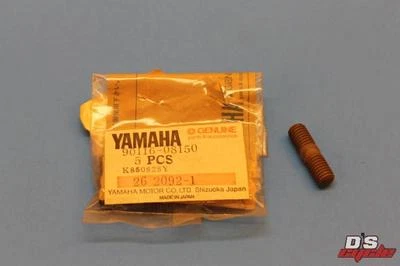 YAMAHA
GENUINE
90116-08150
5 PCS
K850828Y
26 2092-1
YAMAHA MOTOR CO., LTD. Shizuoka Japan
MADE IN JAPAN
D'S
cycle